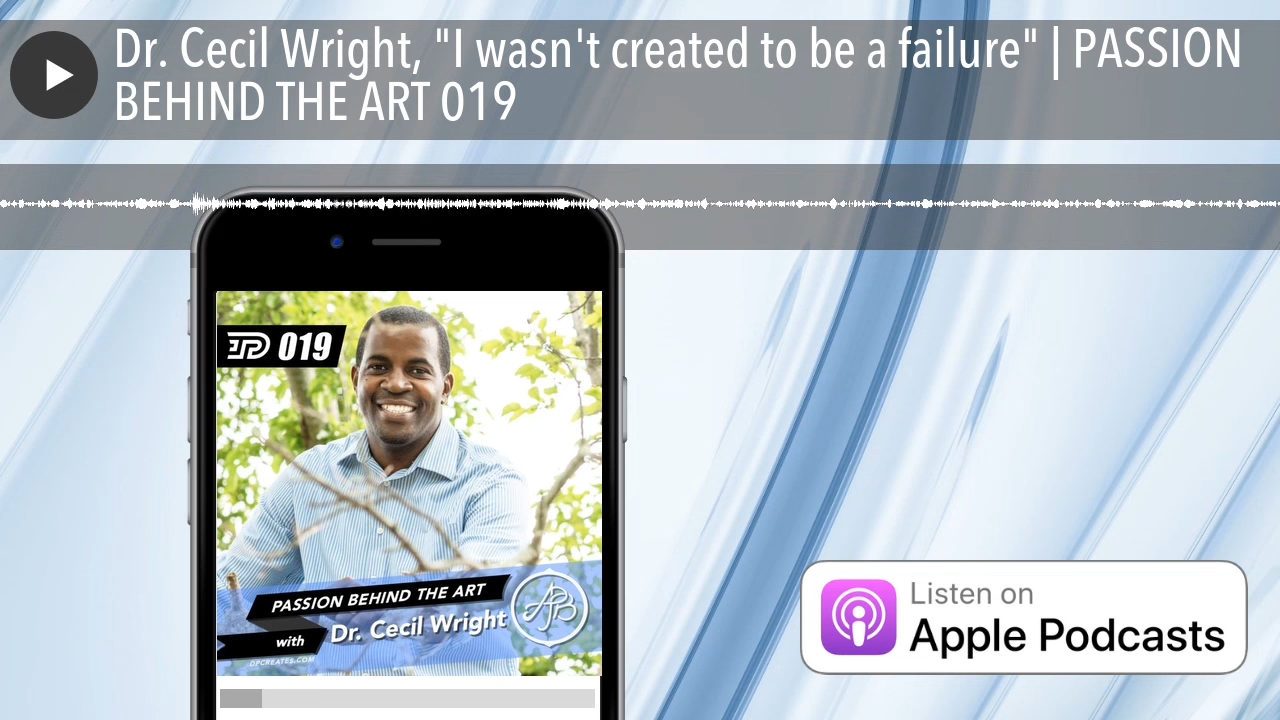 Dr. Cecil Wright, "I wasn't created to be a failure" | PASSION
BEHIND THE ART 019
019
PASSION BEHIND THE ART
with
Dr. Cecil Wright
DPCREATES.COM
Listen on
Apple Podcasts